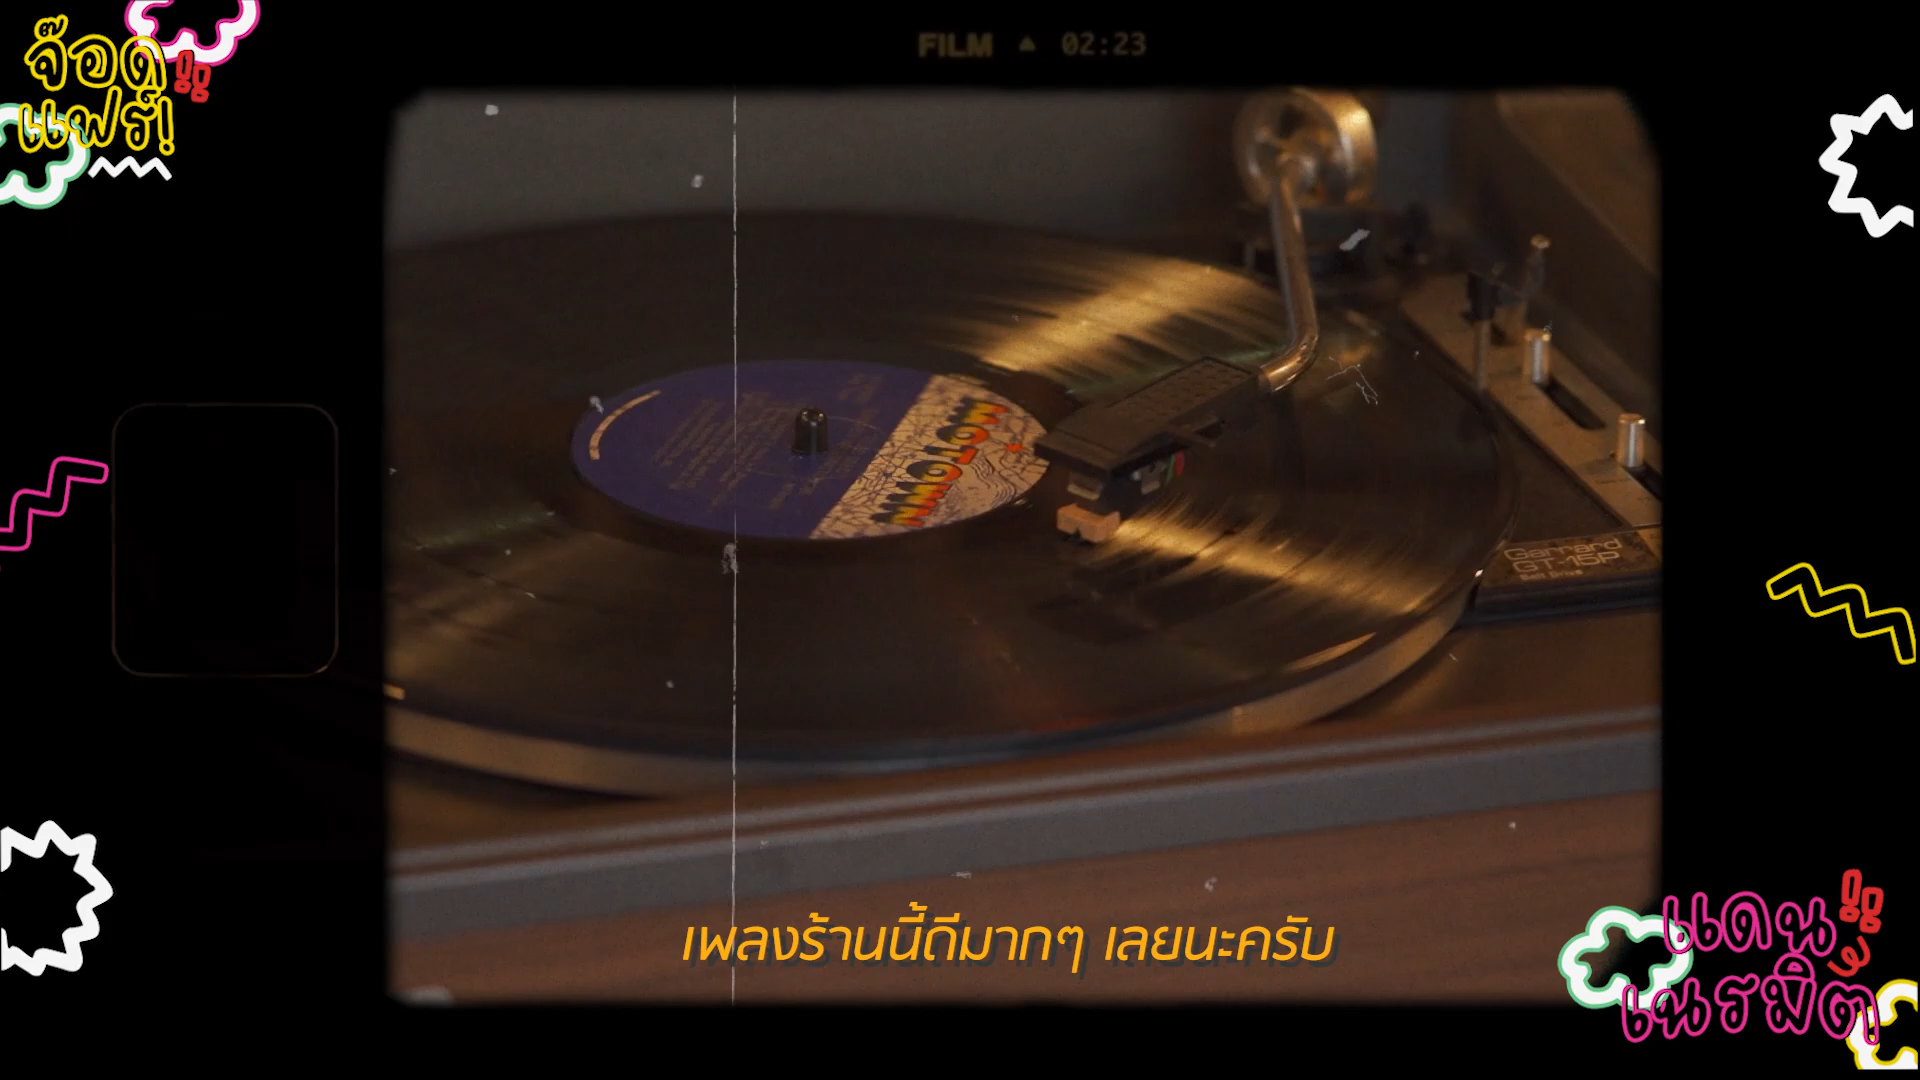 จ๊อด!!
แฟร์!
FILM ▲ 02:23
MOTOWN
Garrard
GT-15P
Belt Drive
เพลงร้านนี้ดีมากๆ เลยนะครับ
แดน!!
เนรมิต